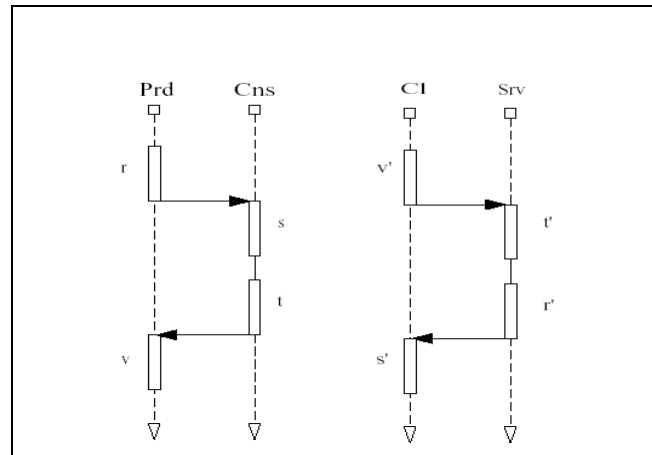 Prd Cns Cl Srv
r v'
s t'
t r'
v s'